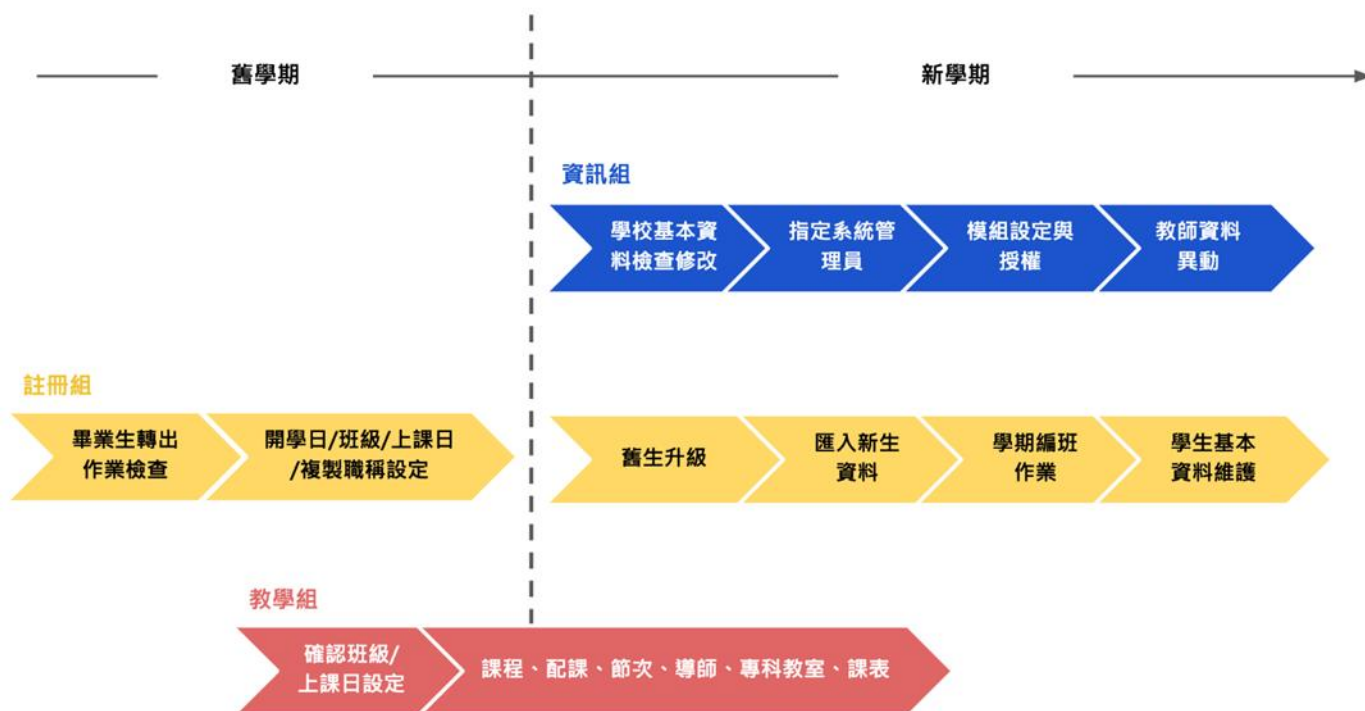 舊學期
新學期
資訊組
學校基本資
料檢查修改
指定系統管
理員
模組設定與
授權
教師資料
異動
註冊組
畢業生轉出
作業檢查
開學日/班級/上課日
/複製職稱設定
舊生升級
匯入新生
資料
學期編班
作業
學生基本
資料維護
教學組
確認班級/
上課日設定
課程、配課、節次、導師、專科教室、課表